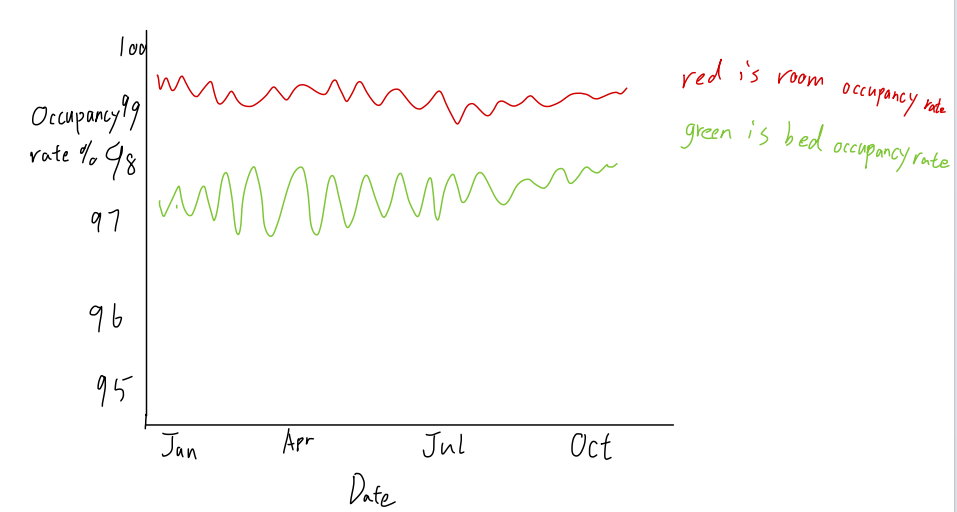 100
Occupancy 99
rate % 98
97
96
95
Jan Apr Jul Oct
Date
red is room occupancy rate
green is bed occupancy rate